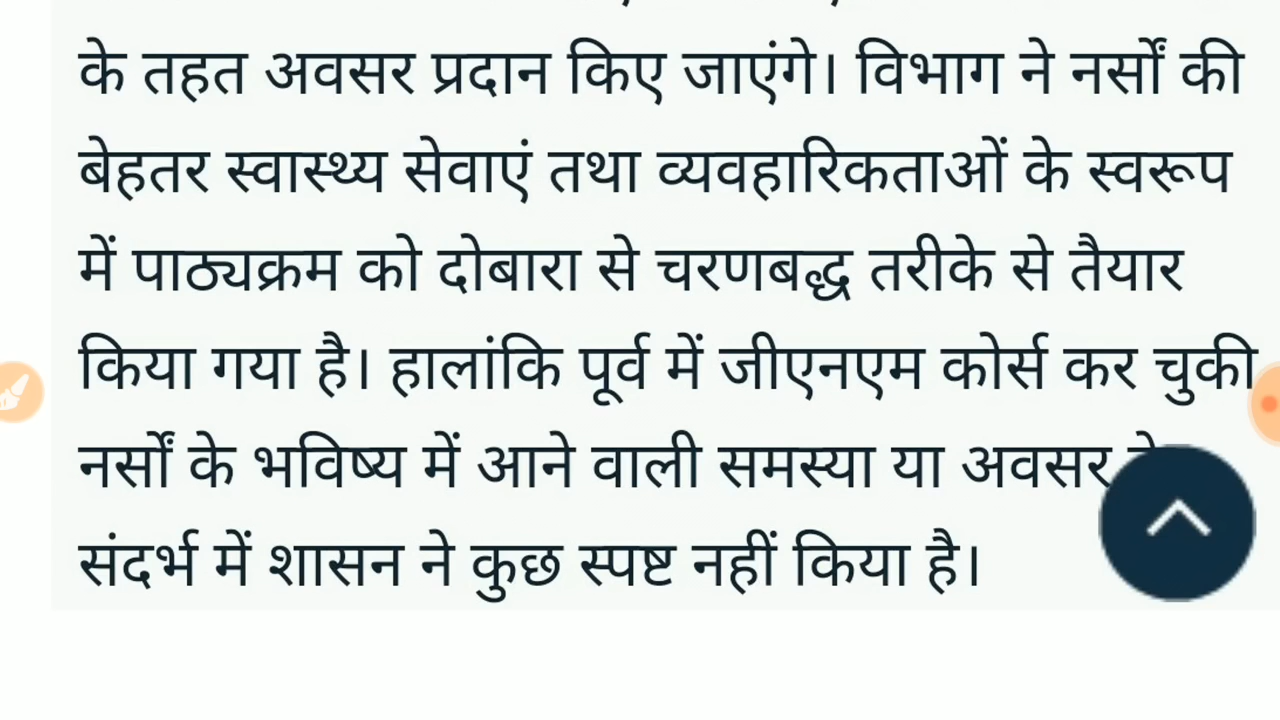 के तहत अवसर प्रदान किए जाएंगे। विभाग ने नर्सों की
बेहतर स्वास्थ्य सेवाएं तथा व्यवहारिकताओं के स्वरूप
में पाठ्यक्रम को दोबारा से चरणबद्ध तरीके से तैयार
किया गया है। हालांकि पूर्व में जीएनएम कोर्स कर चुकी
नर्सों के भविष्य में आने वाली समस्या या अवसर
संदर्भ में शासन ने कुछ स्पष्ट नहीं किया है।